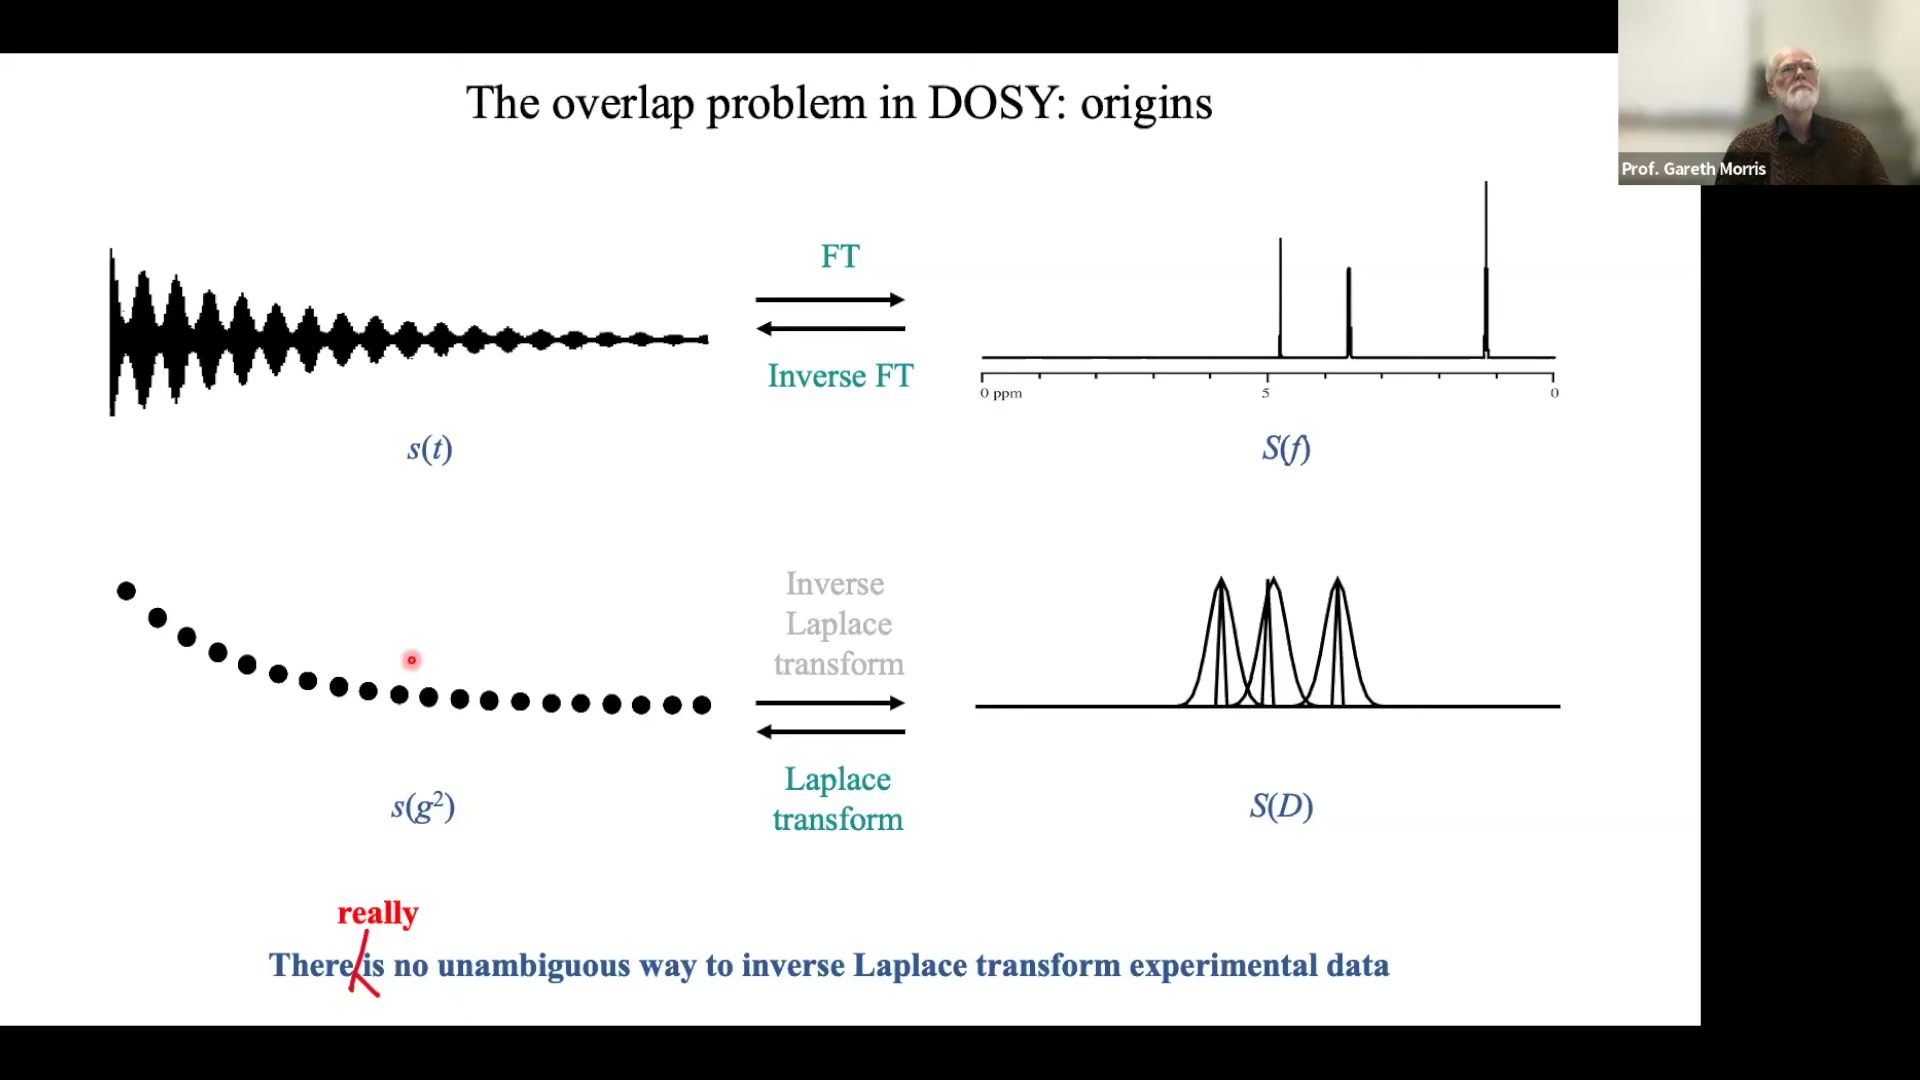 The overlap problem in DOSY: origins
Prof. Gareth Morris
FT
Inverse FT
0 ppm 5 0
s(t)
S(f)
Inverse
Laplace
transform
Laplace
transform
s(g²)
S(D)
really
There is no unambiguous way to inverse Laplace transform experimental data